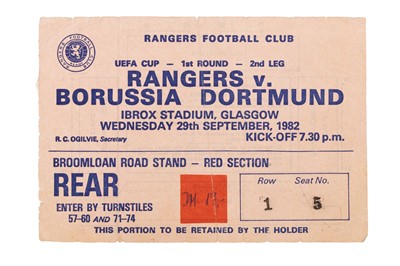 RANGERS FOOTBALL CLUB
UEFA CUP – 1st ROUND – 2nd LEG
RANGERS v.
BORUSSIA DORTMUND
IBROX STADIUM, GLASGOW
WEDNESDAY 29th SEPTEMBER, 1982
R. C. OGILVIE, Secretary KICK-OFF 7.30 p.m.
BROOMLOAN ROAD STAND – RED SECTION
REAR
ENTER BY TURNSTILES
57-60 AND 71-74
Row Seat No.
1 5
THIS PORTION TO BE RETAINED BY THE HOLDER